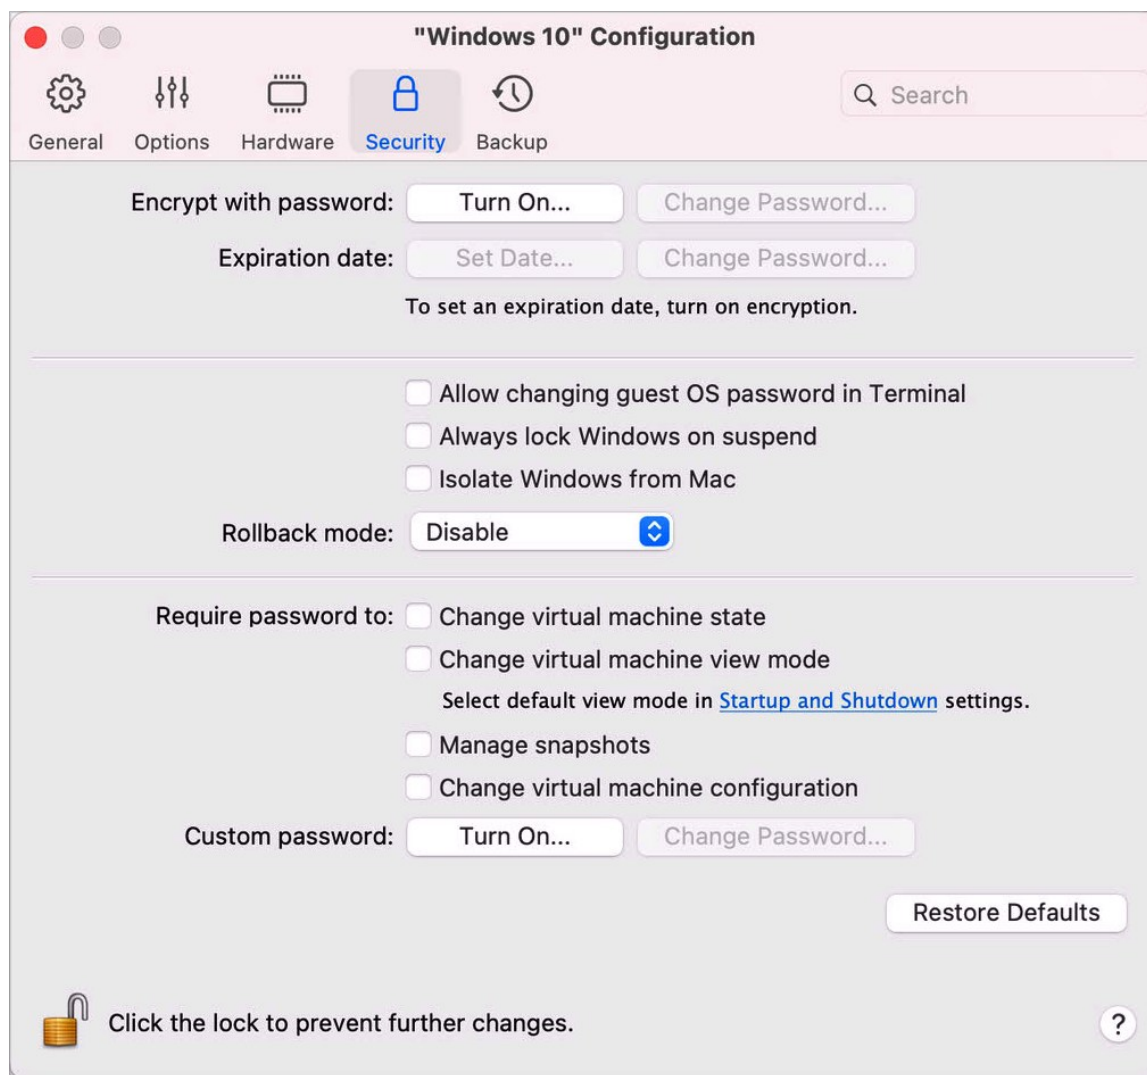 "Windows 10" Configuration
Search
General Options Hardware Security Backup
Encrypt with password: Turn On... Change Password...
Expiration date: Set Date... Change Password...
To set an expiration date, turn on encryption.
Allow changing guest OS password in Terminal
Always lock Windows on suspend
Isolate Windows from Mac
Rollback mode: Disable
Require password to: Change virtual machine state
Change virtual machine view mode
Select default view mode in Startup and Shutdown settings.
Manage snapshots
Change virtual machine configuration
Custom password: Turn On... Change Password...
Restore Defaults
Click the lock to prevent further changes. ?